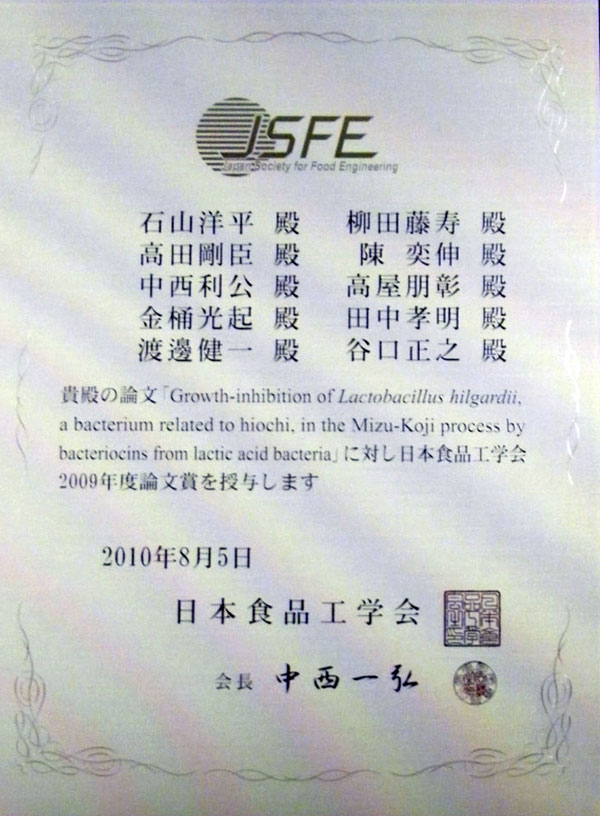 JSFE
Japan Society for Food Engineering
石山洋平 殿 柳田藤寿 殿
高田剛臣 殿 陳 奕伸 殿
中西利公 殿 高屋朋彰 殿
金桶光起 殿 田中孝明 殿
渡邊健一 殿 谷口正之 殿
貴殿の論文「Growth-inhibition of Lactobacillus hilgardii,
a bacterium related to hiochi, in the Mizu-Koji process by
bacteriocins from lactic acid bacteria」に対し日本食品工学会
2009年度論文賞を授与します
2010年8月5日
日本食品工学会
会長 中西一弘